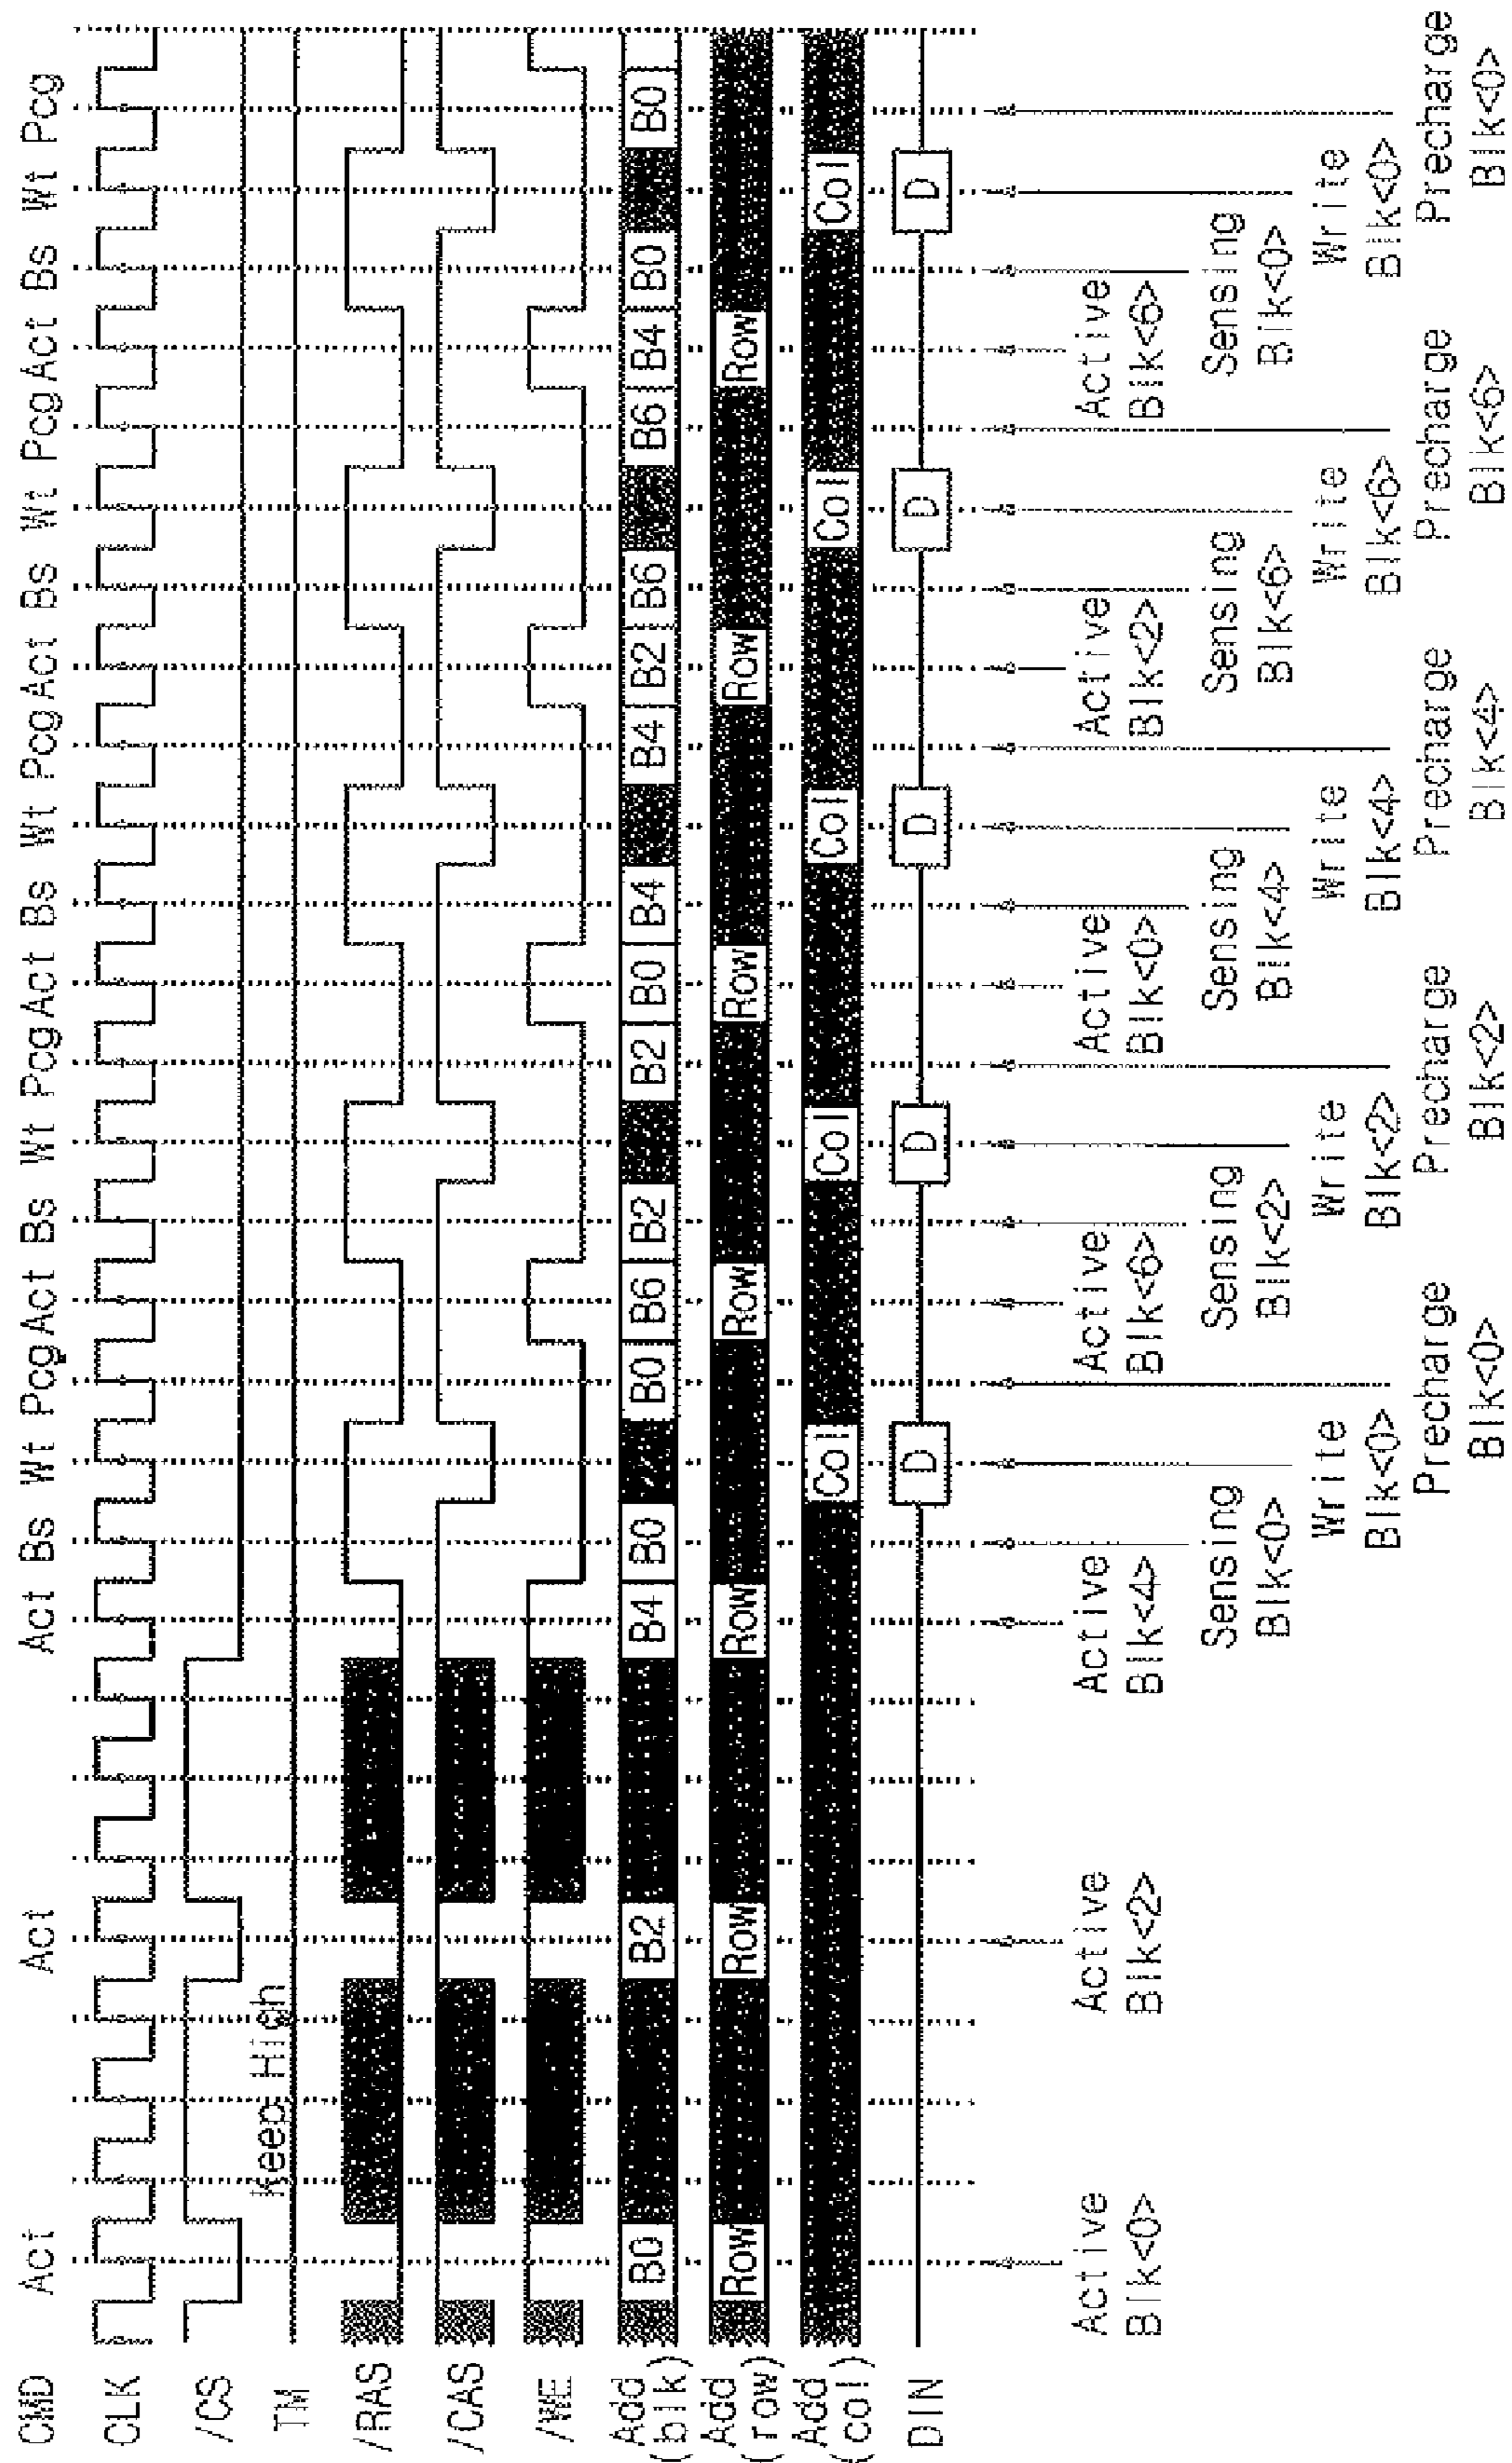 CMD Act Act Act Bs Wt Pcg Act Bs Wt Pcg Act Bs Wt Pcg Act Bs Wt Pcg Act Bs Wt Pcg
CLK
/CS
Keep High
TM
/RAS
/CAS
/WE
Add (blk) B0 B2 B4 B0 B0 B6 B2 B2 B0 B4 B4 B2 B6 B6 B4 B0 B0
Add (row) Row Row Row Row Row Row Row
Add (col) Col Col Col Col Col
DIN D D D D D
Active Active Active Active Active Active Active
Blk<0> Blk<2> Blk<4> Blk<6> Blk<0> Blk<2> Blk<6>
Sensing Sensing Sensing Sensing Sensing
Blk<0> Blk<2> Blk<4> Blk<6> Blk<0>
Write Write Write Write Write
Blk<0> Blk<2> Blk<4> Blk<6> Blk<0>
Precharge Precharge Precharge Precharge Precharge
Blk<0> Blk<2> Blk<4> Blk<6> Blk<0>